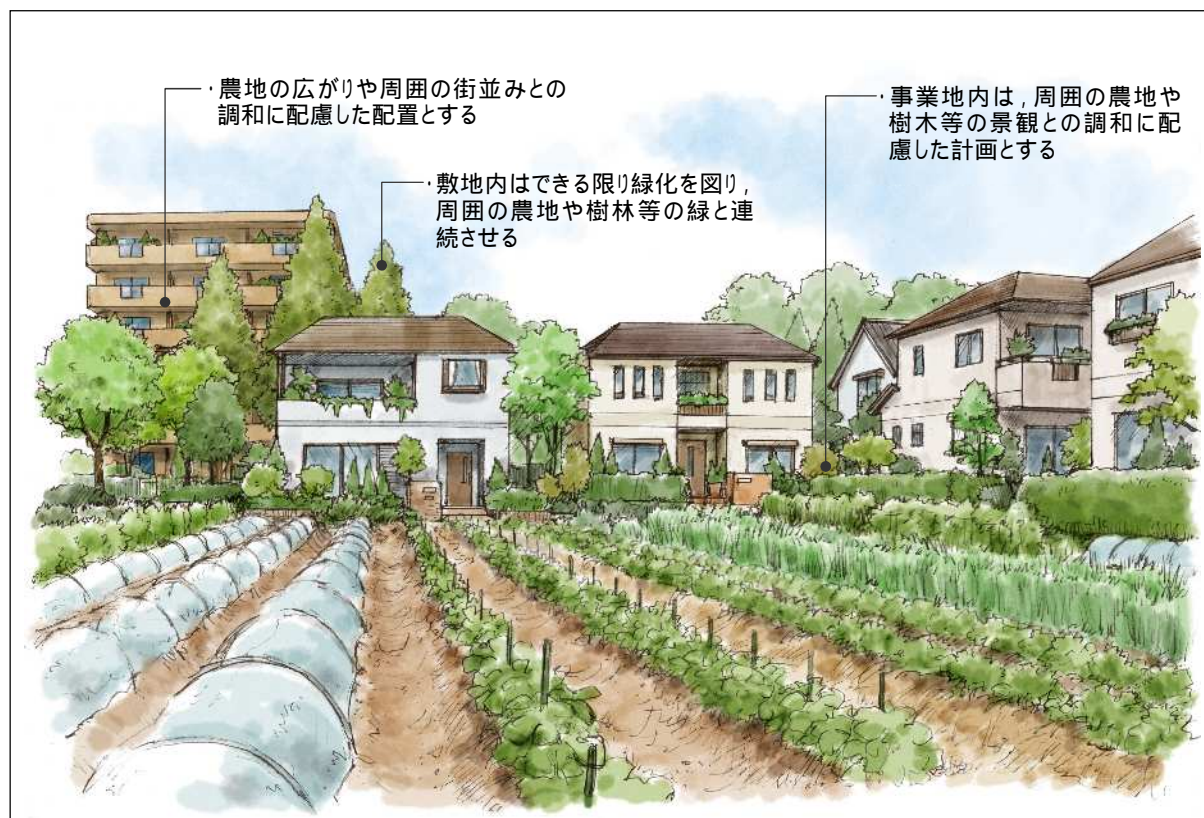 ・農地の広がりや周囲の街並みとの
調和に配慮した配置とする
・敷地内はできる限り緑化を図り,
周囲の農地や樹林等の緑と連
続させる
・事業地内は,周囲の農地や
樹木等の景観との調和に配
慮した計画とする